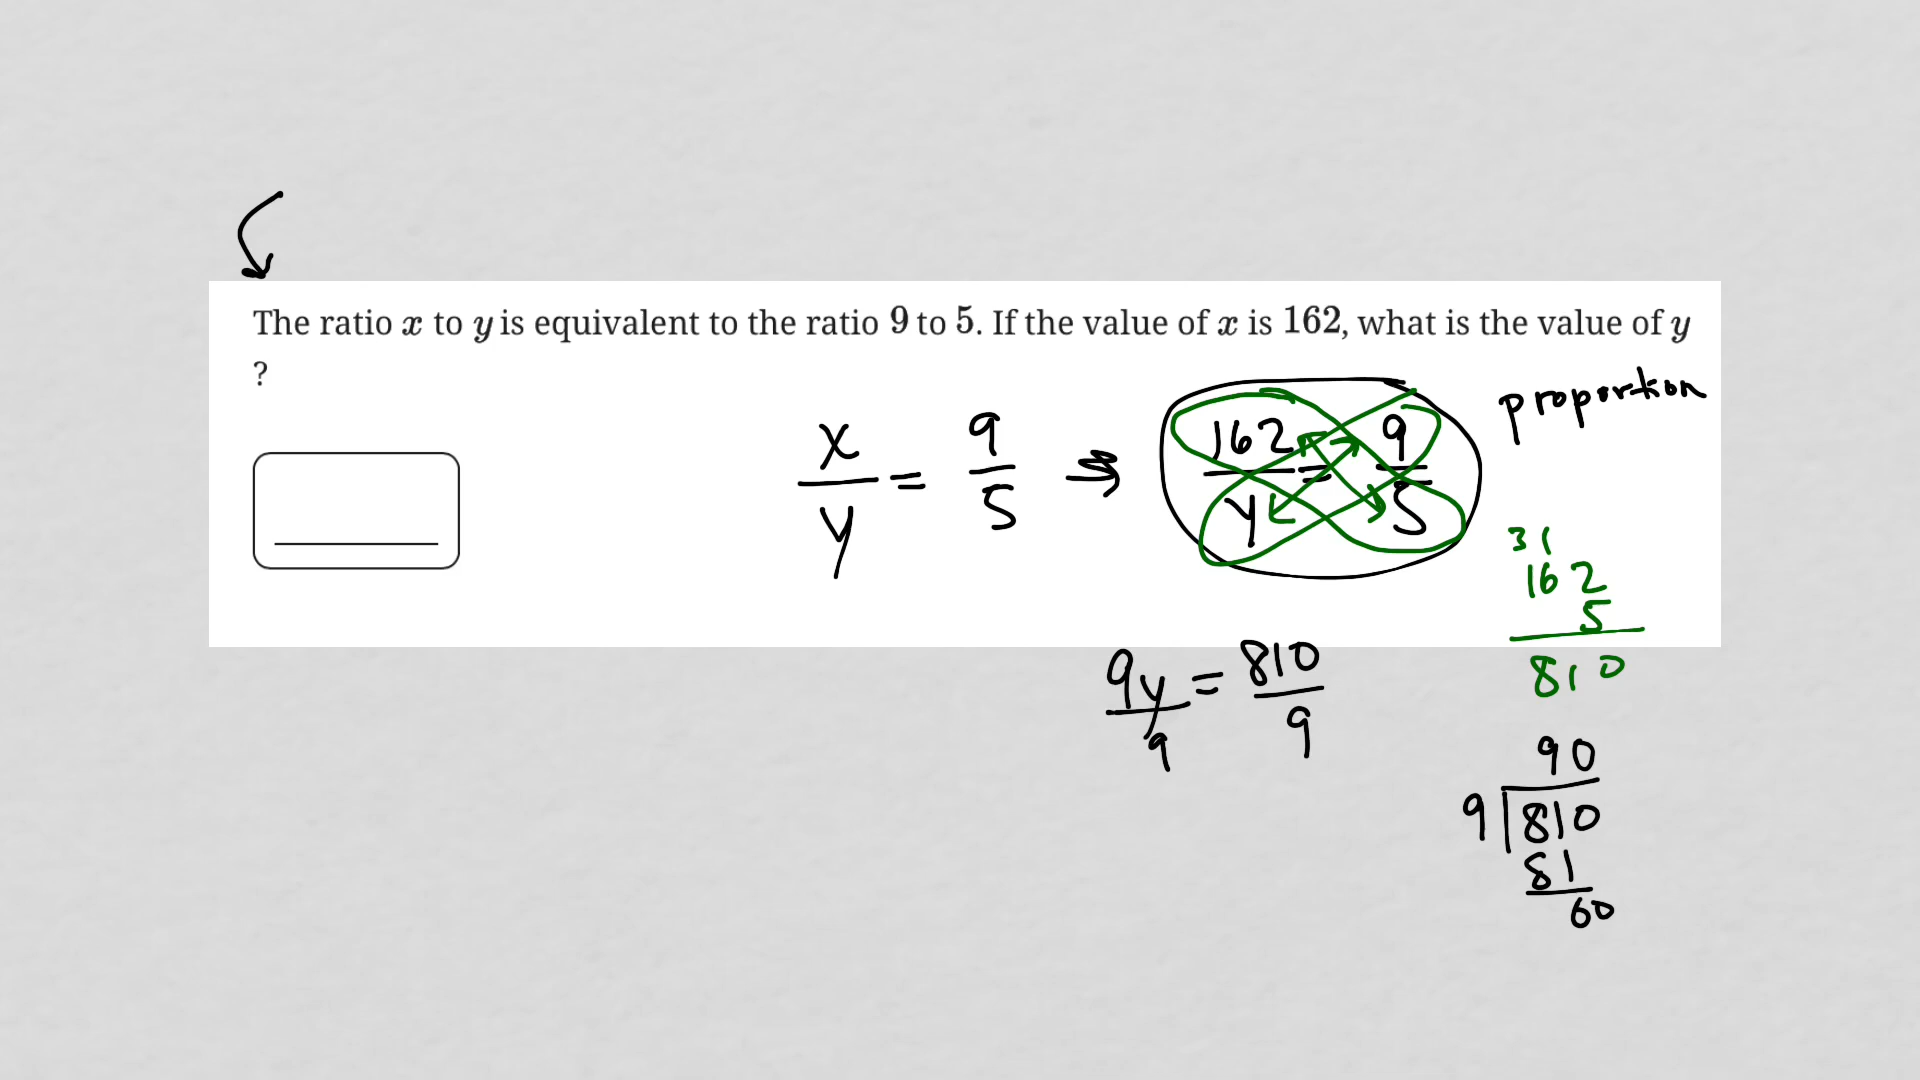 The ratio x to y is equivalent to the ratio 9 to 5. If the value of x is 162, what is the value of y
?
proportion
x/y = 9/5 ⇒ 162/y = 9/5
31
162
5
810
9y/9 = 810/9
90
9 810
81
60